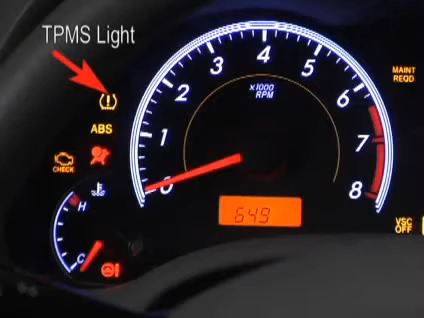 TPMS Light
MAINT
REQD
ABS
CHECK
0
1
2
3
4
5
6
7
8
x1000
RPM
649
H
C
VSC
OFF